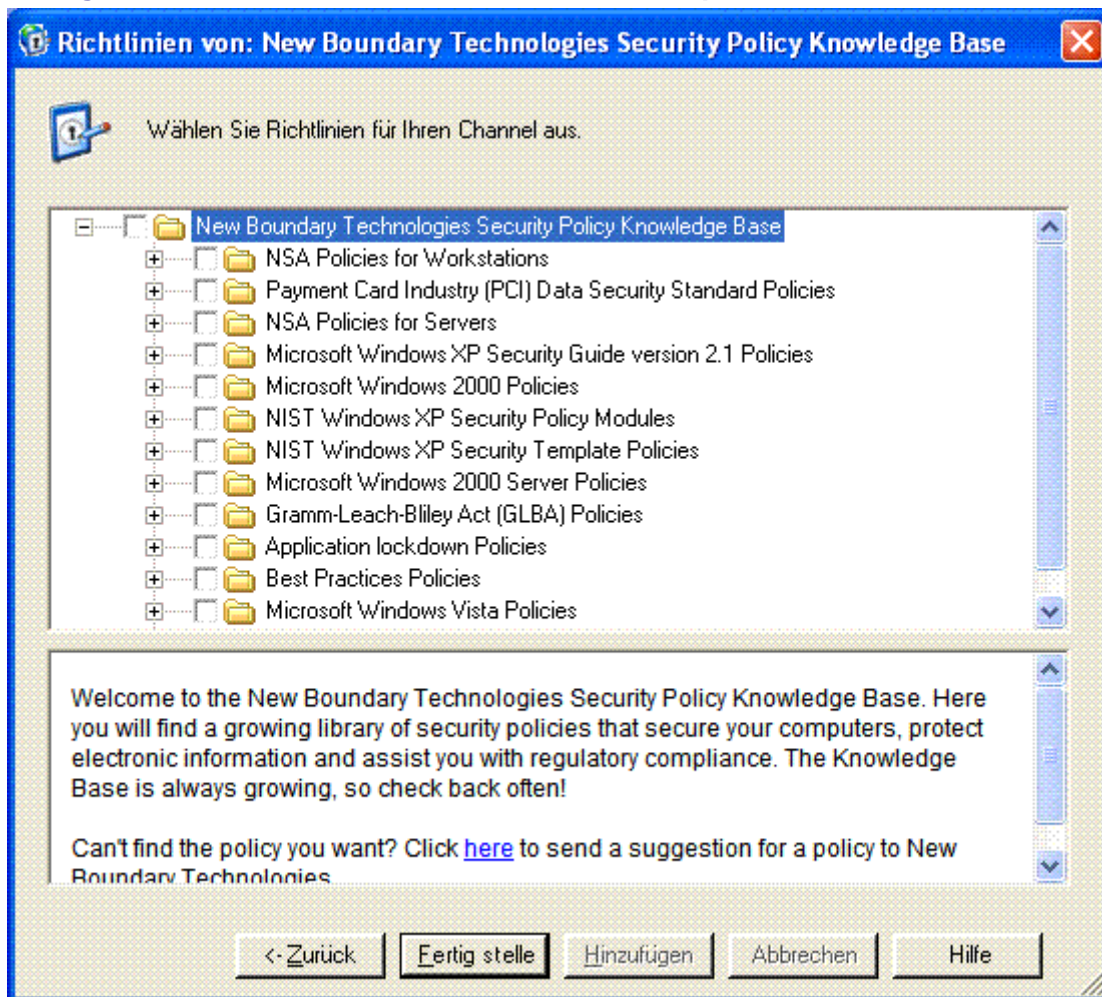 Richtlinien von: New Boundary Technologies Security Policy Knowledge Base
Wählen Sie Richtlinien für Ihren Channel aus.
New Boundary Technologies Security Policy Knowledge Base
NSA Policies for Workstations
Payment Card Industry (PCI) Data Security Standard Policies
NSA Policies for Servers
Microsoft Windows XP Security Guide version 2.1 Policies
Microsoft Windows 2000 Policies
NIST Windows XP Security Policy Modules
NIST Windows XP Security Template Policies
Microsoft Windows 2000 Server Policies
Gramm-Leach-Bliley Act (GLBA) Policies
Application lockdown Policies
Best Practices Policies
Microsoft Windows Vista Policies
Welcome to the New Boundary Technologies Security Policy Knowledge Base. Here
you will find a growing library of security policies that secure your computers, protect
electronic information and assist you with regulatory compliance. The Knowledge
Base is always growing, so check back often!
Can't find the policy you want? Click here to send a suggestion for a policy to New
Boundary Technologies
<- Zurück Fertig stelle Hinzufügen Abbrechen Hilfe